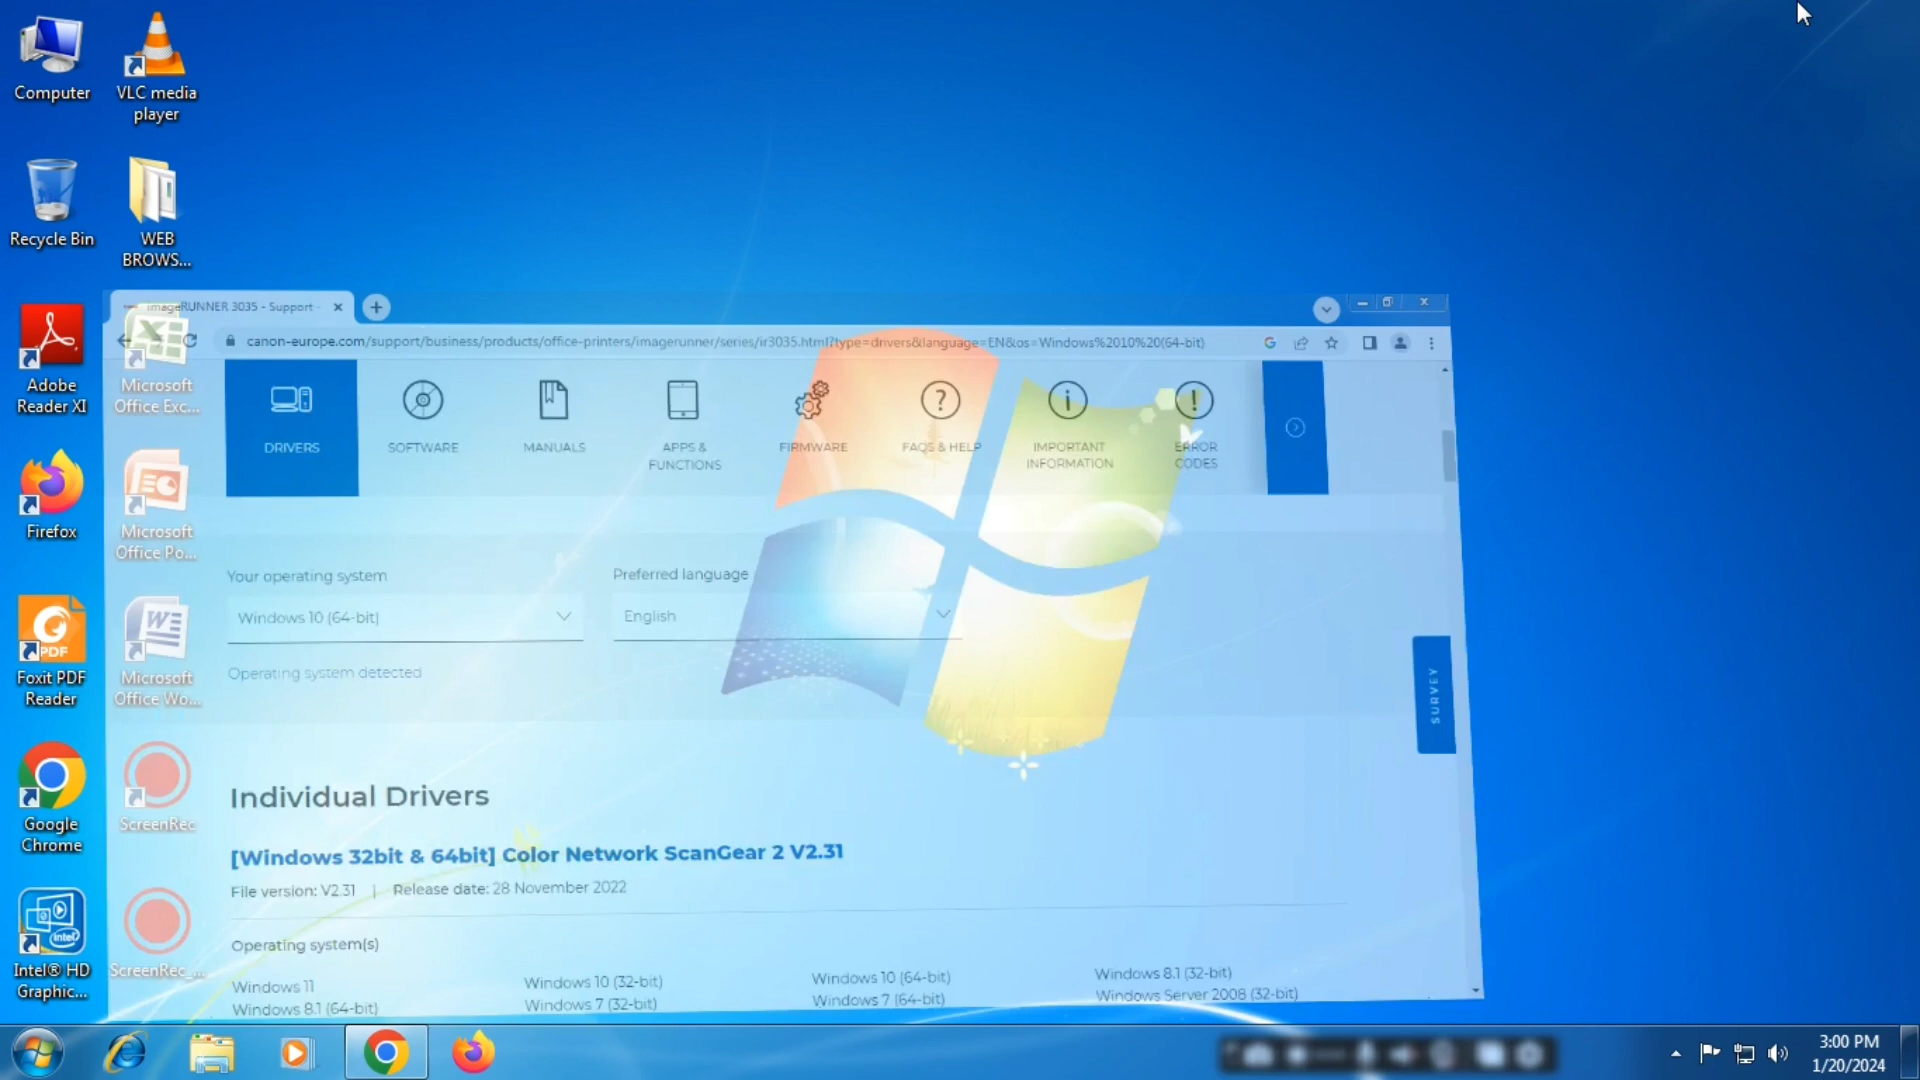 Computer
VLC media
player
Recycle Bin
WEB
BROWS...
Adobe
Reader XI
Microsoft
Office Exc...
Firefox
Microsoft
Office Po...
PDF
Foxit PDF
Reader
Microsoft
Office Wo...
Google
Chrome
ScreenRec
intel
Intel® HD
Graphic...
ScreenRec_...
imageRUNNER 3035 - Support -
canon-europe.com/support/business/products/office-printers/imagerunner/series/ir3035.html?type=drivers&language=EN&os=Windows%2010%20(64-bit)
DRIVERS
SOFTWARE
MANUALS
APPS &
FUNCTIONS
FIRMWARE
FAQS & HELP
IMPORTANT
INFORMATION
ERROR
CODES
Your operating system
Preferred language
Windows 10 (64-bit)
English
Operating system detected
SURVEY
Individual Drivers
[Windows 32bit & 64bit] Color Network ScanGear 2 V2.31
File version: V2.31 | Release date: 28 November 2022
Operating system(s)
Windows 11 Windows 10 (32-bit) Windows 10 (64-bit) Windows 8.1 (32-bit)
Windows 8.1 (64-bit) Windows 7 (32-bit) Windows 7 (64-bit) Windows Server 2008 (32-bit)
3:00 PM
1/20/2024